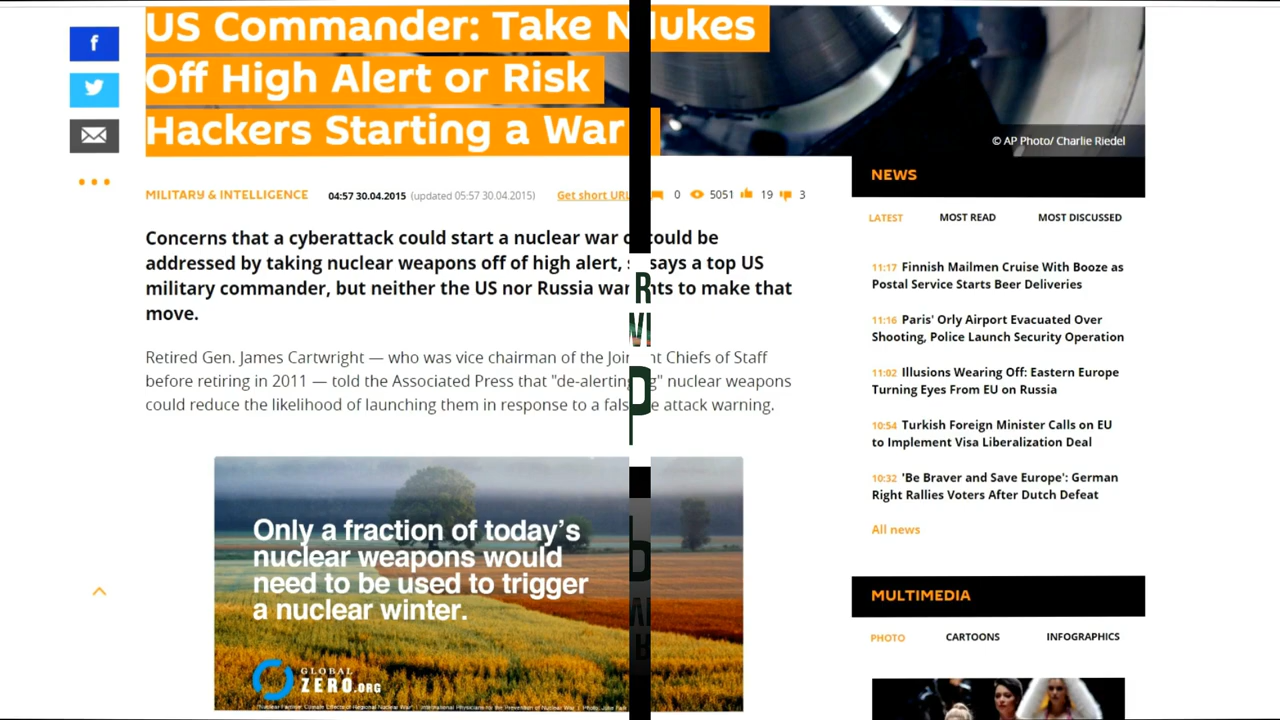 US Commander: Take Nukes
Off High Alert or Risk
Hackers Starting a War
© AP Photo/ Charlie Riedel
MILITARY & INTELLIGENCE 04:57 30.04.2015 (updated 05:57 30.04.2015) Get short URL 0 5051 19 3
Concerns that a cyberattack could start a nuclear war could be
addressed by taking nuclear weapons off of high alert, says a top US
military commander, but neither the US nor Russia wants to make that
move.
Retired Gen. James Cartwright — who was vice chairman of the Joint Chiefs of Staff
before retiring in 2011 — told the Associated Press that "de-alerting" nuclear weapons
could reduce the likelihood of launching them in response to a false attack warning.
Only a fraction of today's
nuclear weapons would
need to be used to trigger
a nuclear winter.
GLOBAL
ZERO.ORG
NEWS
LATEST MOST READ MOST DISCUSSED
11:17 Finnish Mailmen Cruise With Booze as
Postal Service Starts Beer Deliveries
11:16 Paris' Orly Airport Evacuated Over
Shooting, Police Launch Security Operation
11:02 Illusions Wearing Off: Eastern Europe
Turning Eyes From EU on Russia
10:54 Turkish Foreign Minister Calls on EU
to Implement Visa Liberalization Deal
10:32 'Be Braver and Save Europe': German
Right Rallies Voters After Dutch Defeat
All news
MULTIMEDIA
PHOTO CARTOONS INFOGRAPHICS